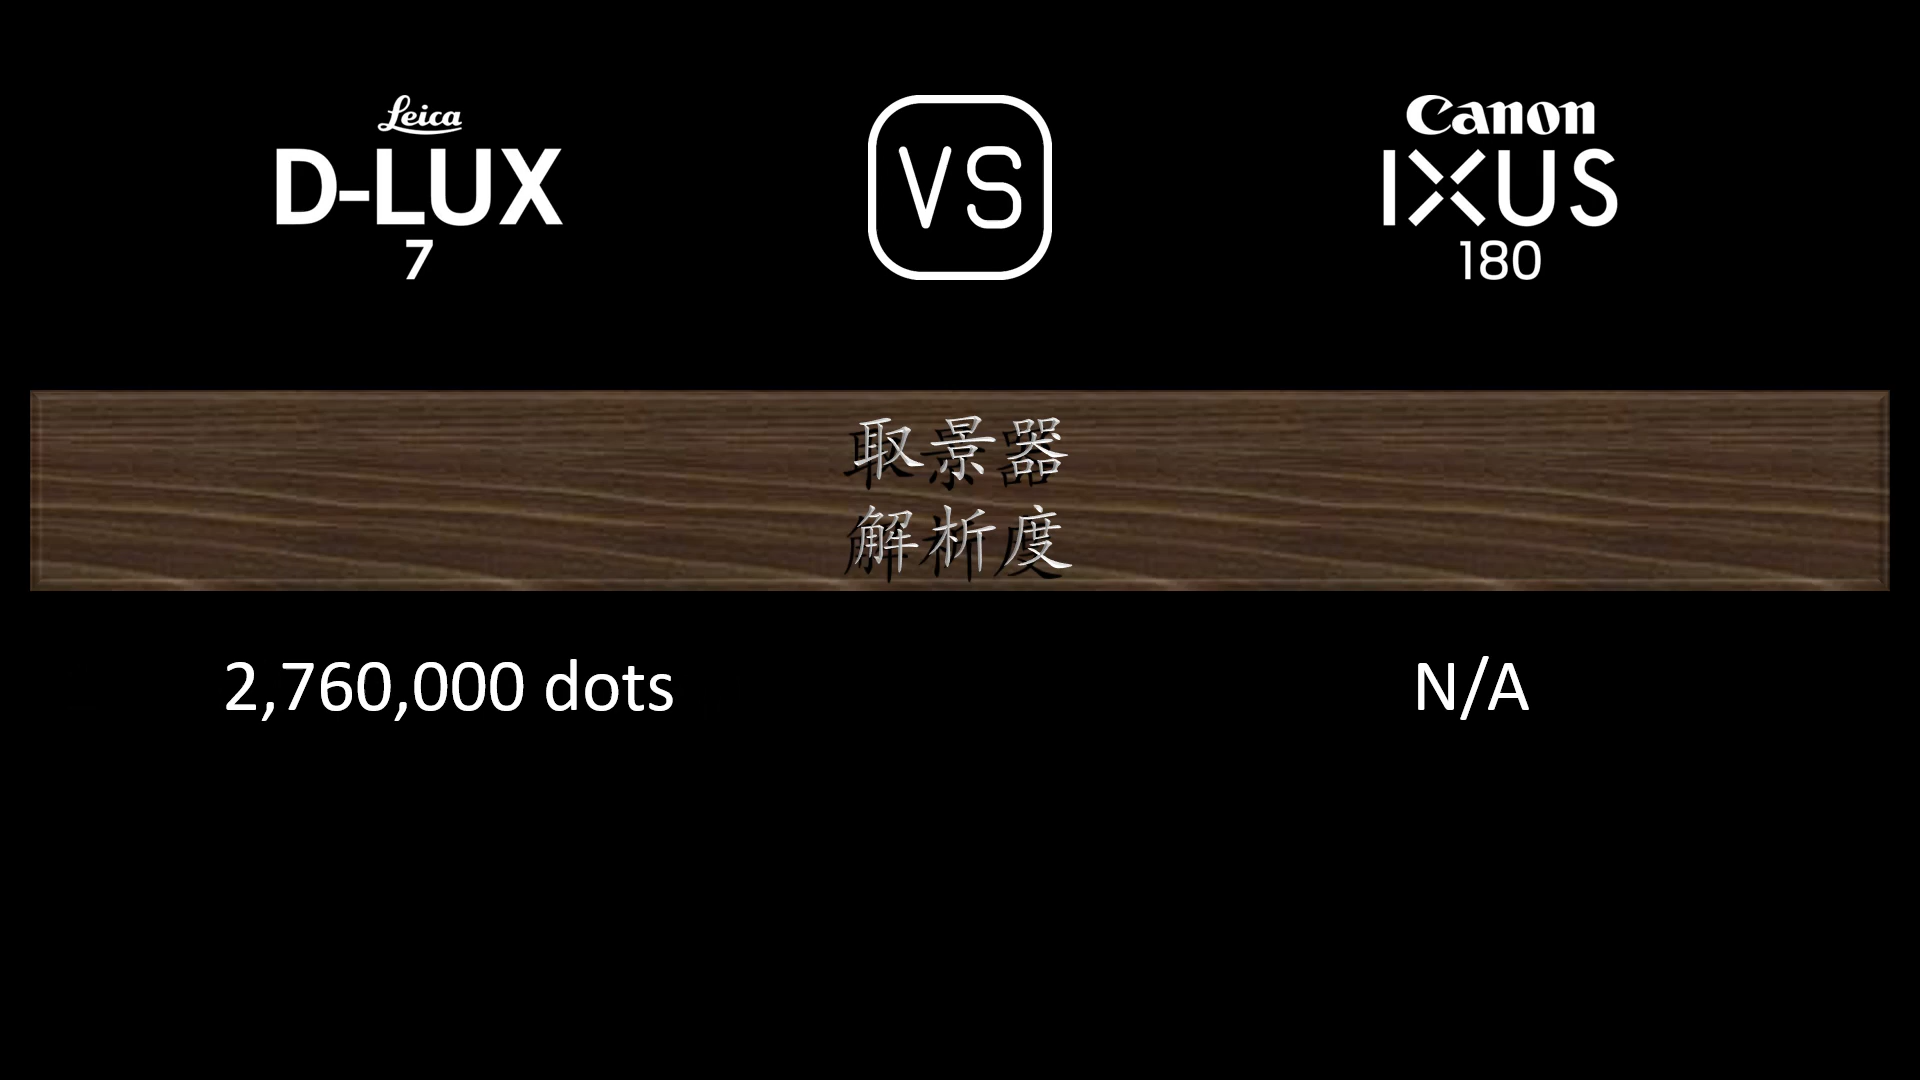 Leica
D-LUX
7
VS
Canon
IXUS
180
取景器
解析度
2,760,000 dots
N/A